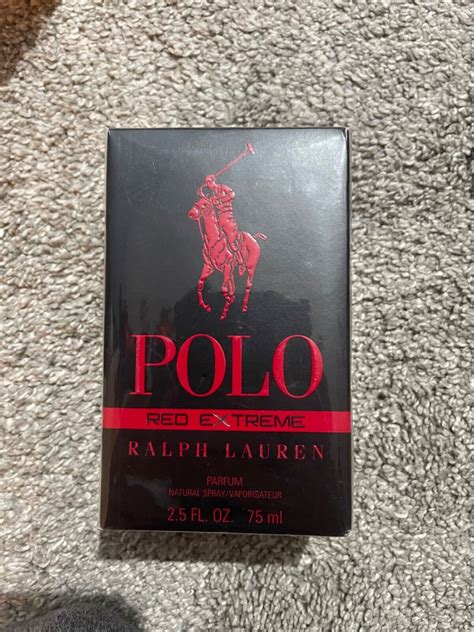 POLO
RED EXTREME
RALPH LAUREN
PARFUM
NATURAL SPRAY/VAPORISATEUR
2.5 FL. OZ. 75 ml